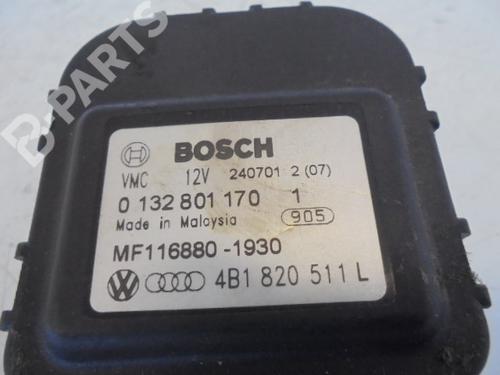 B-PARTS
BOSCH
VMC 12V 240701 2 (07)
0 132 801 170 1
Made in Malaysia 905
MF116880-1930
4B1 820 511 L